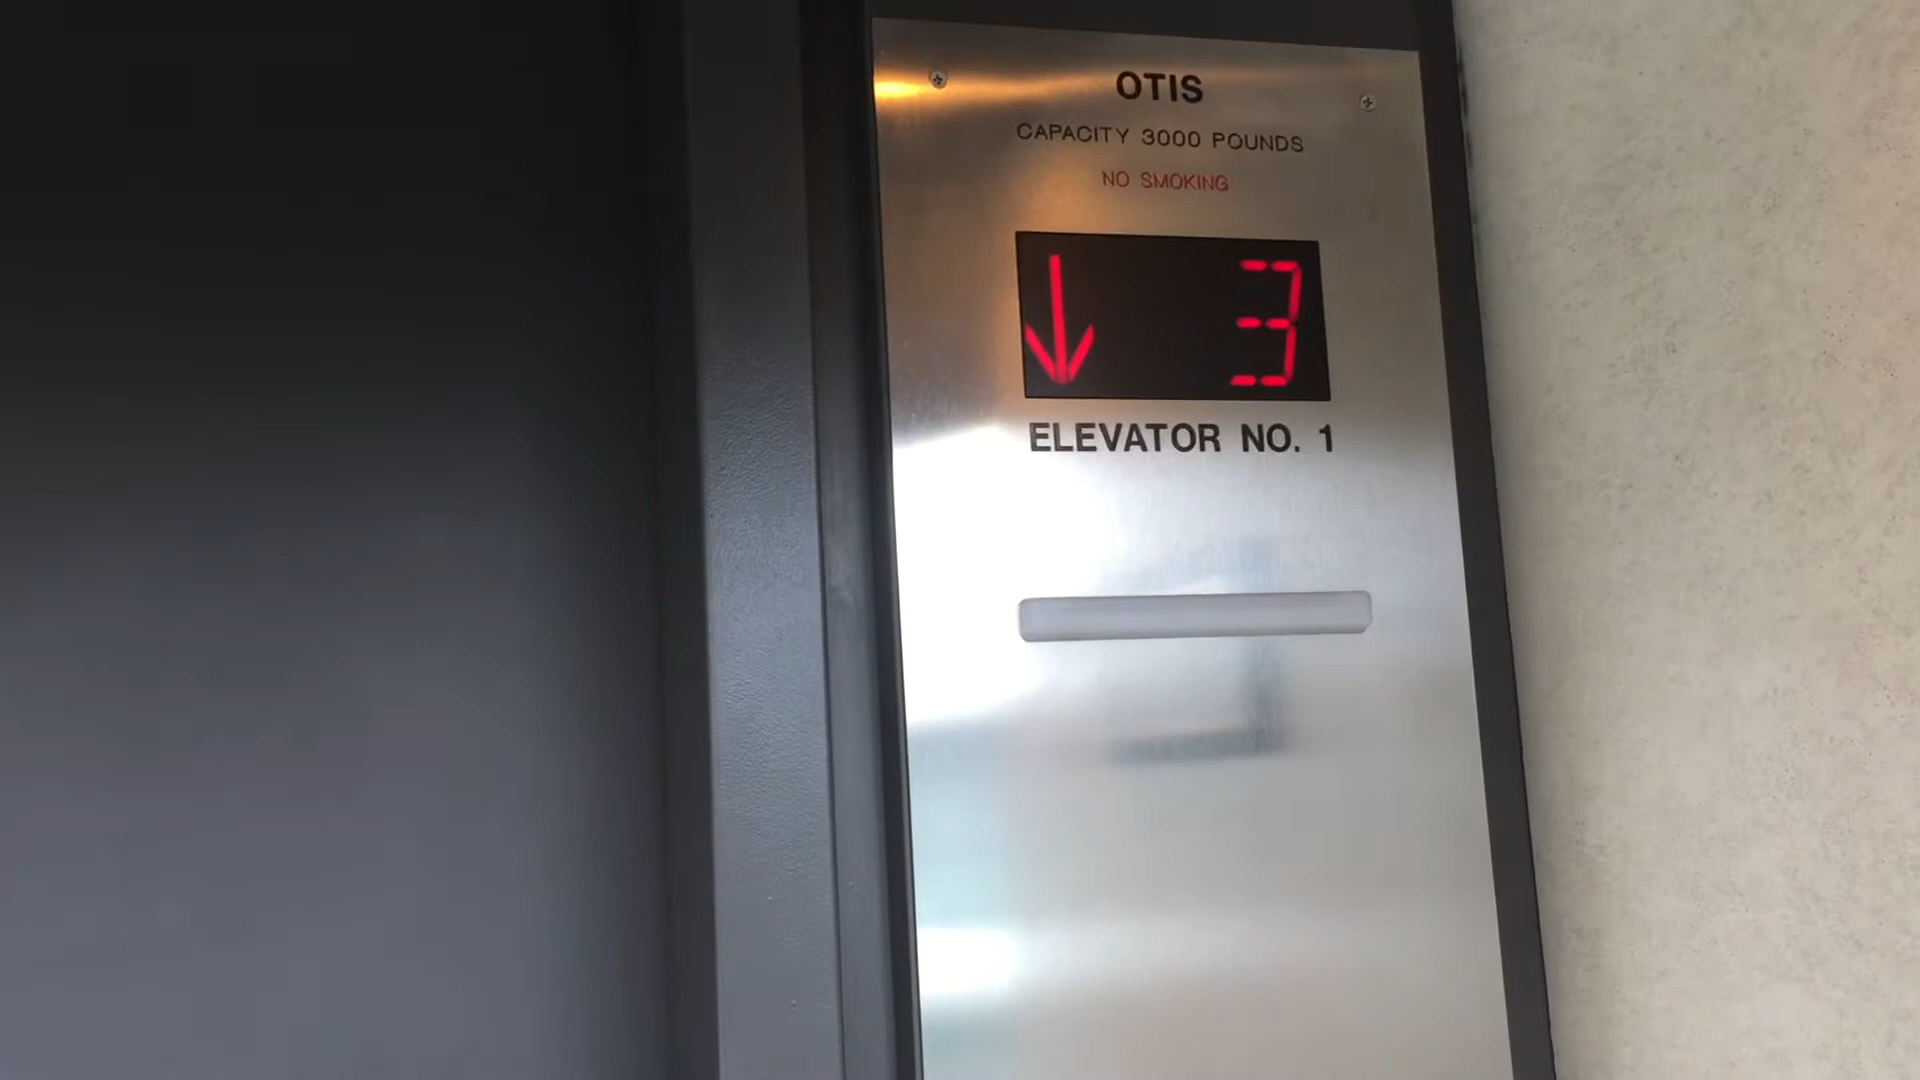 OTIS
CAPACITY 3000 POUNDS
NO SMOKING
↓ 3
ELEVATOR NO. 1